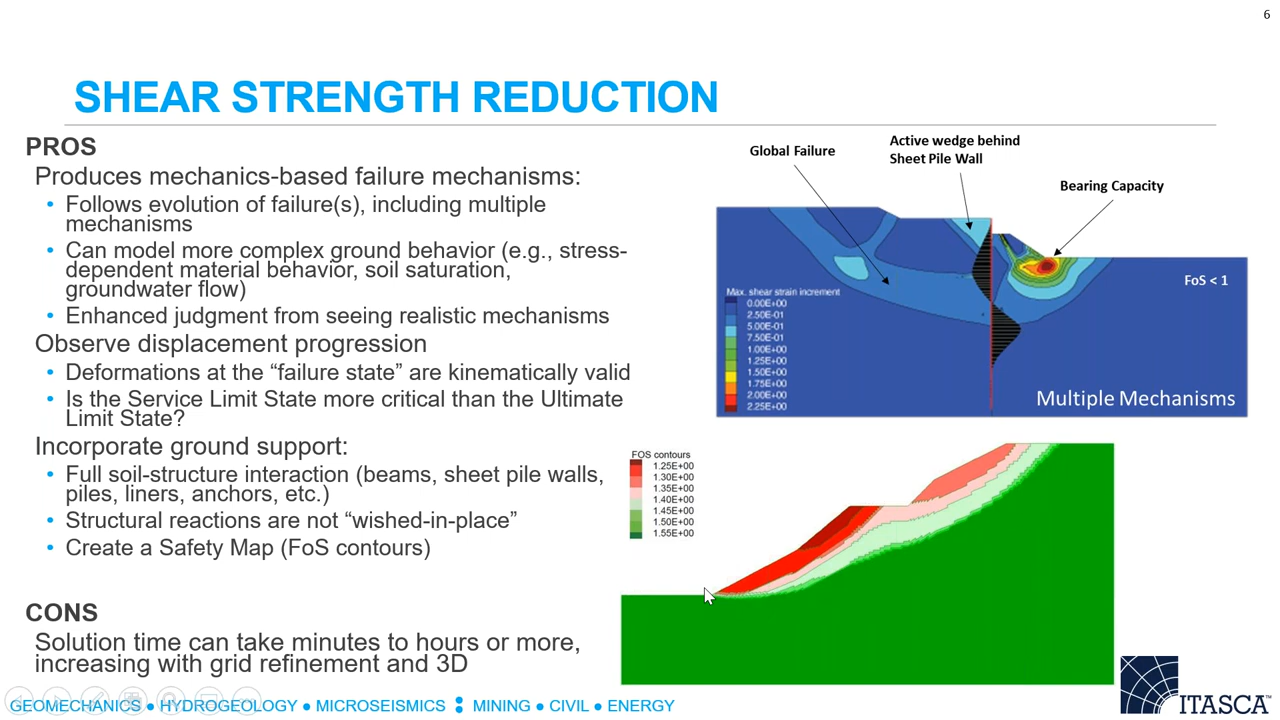 6
SHEAR STRENGTH REDUCTION
PROS
Produces mechanics-based failure mechanisms:
• Follows evolution of failure(s), including multiple
mechanisms
• Can model more complex ground behavior (e.g., stress-
dependent material behavior, soil saturation,
groundwater flow)
• Enhanced judgment from seeing realistic mechanisms
Observe displacement progression
• Deformations at the “failure state” are kinematically valid
• Is the Service Limit State more critical than the Ultimate
Limit State?
Incorporate ground support:
• Full soil-structure interaction (beams, sheet pile walls,
piles, liners, anchors, etc.)
• Structural reactions are not “wished-in-place”
• Create a Safety Map (FoS contours)
CONS
Solution time can take minutes to hours or more,
increasing with grid refinement and 3D
Global Failure
Active wedge behind
Sheet Pile Wall
Bearing Capacity
FoS < 1
Max. shear strain increment
0.00E+00
2.50E-01
5.00E-01
7.50E-01
1.00E+00
1.25E+00
1.50E+00
1.75E+00
2.00E+00
2.25E+00
Multiple Mechanisms
FOS contours
1.25E+00
1.30E+00
1.35E+00
1.40E+00
1.45E+00
1.50E+00
1.55E+00
GEOMECHANICS ● HYDROGEOLOGY ● MICROSEISMICS : MINING ● CIVIL ● ENERGY
ITASCA™